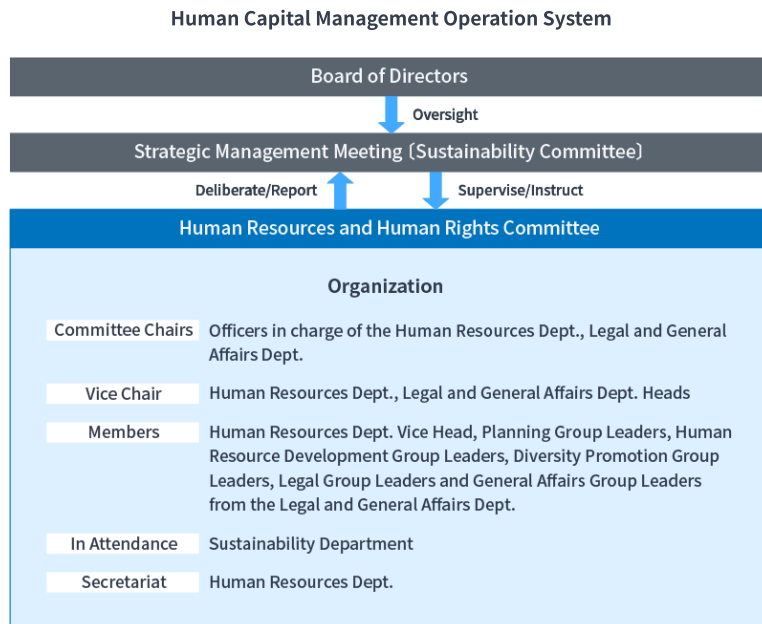 Human Capital Management Operation System
Board of Directors
Oversight
Strategic Management Meeting〔Sustainability Committee〕
Deliberate/Report
Supervise/Instruct
Human Resources and Human Rights Committee
Organization
Committee Chairs
Officers in charge of the Human Resources Dept., Legal and General
Affairs Dept.
Vice Chair
Human Resources Dept., Legal and General Affairs Dept. Heads
Members
Human Resources Dept. Vice Head, Planning Group Leaders, Human
Resource Development Group Leaders, Diversity Promotion Group
Leaders, Legal Group Leaders and General Affairs Group Leaders
from the Legal and General Affairs Dept.
In Attendance
Sustainability Department
Secretariat
Human Resources Dept.